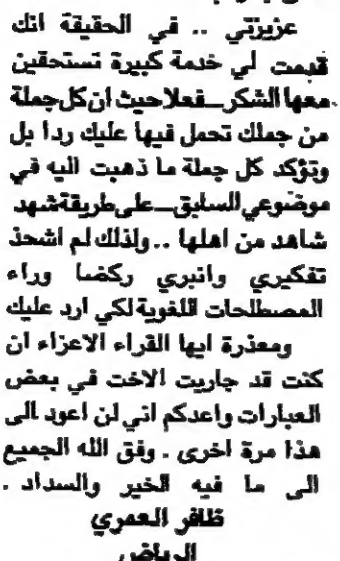 عزيزتي .. في الحقيقة انك
قدمت لي خدمة كبيرة تستحقين
معها الشكر ــ فعلا حيث ان كل جملة
من جملك تحمل فيها عليك ردا بل
وتؤكد كل جملة ما ذهبت اليه في
موضوعي السابق ــ على طريقة شهد
شاهد من اهلها .. ولذلك لم اشحذ
تفكيري وانبري ركضا وراء
المصطلحات اللغوية لكي ارد عليك
ومعذرة ايها القراء الاعزاء ان
كنت قد جاريت الاخت في بعض
العبارات واعدكم اني لن اعود الى
هذا مرة اخرى . وفق الله الجميع
الى ما فيه الخير والسداد .
ظافر العمري
الرياض